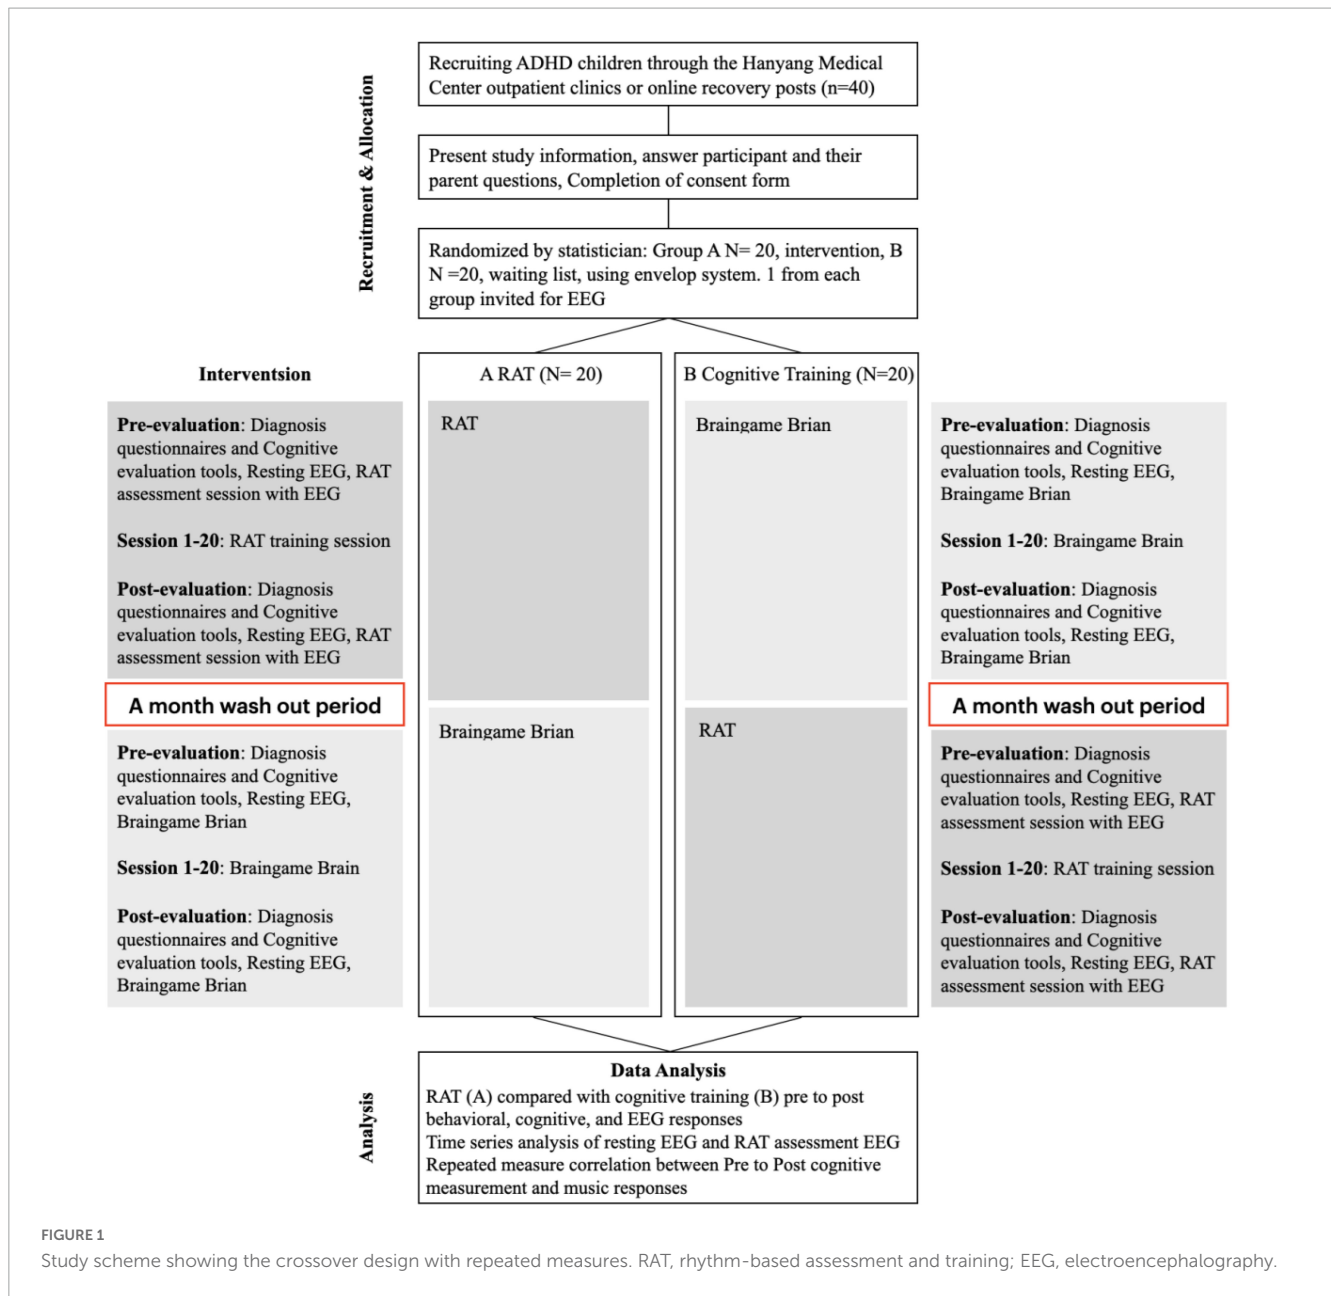 Recruitment & Allocation
Recruiting ADHD children through the Hanyang Medical
Center outpatient clinics or online recovery posts (n=40)
Present study information, answer participant and their
parent questions, Completion of consent form
Randomized by statistician: Group A N= 20, intervention, B
N =20, waiting list, using envelop system. 1 from each
group invited for EEG
Interventsion
Pre-evaluation: Diagnosis
questionnaires and Cognitive
evaluation tools, Resting EEG, RAT
assessment session with EEG
Session 1-20: RAT training session
Post-evaluation: Diagnosis
questionnaires and Cognitive
evaluation tools, Resting EEG, RAT
assessment session with EEG
A month wash out period
Pre-evaluation: Diagnosis
questionnaires and Cognitive
evaluation tools, Resting EEG,
Braingame Brian
Session 1-20: Braingame Brain
Post-evaluation: Diagnosis
questionnaires and Cognitive
evaluation tools, Resting EEG,
Braingame Brian
A RAT (N= 20)
RAT
Braingame Brian
B Cognitive Training (N=20)
Braingame Brian
RAT
Pre-evaluation: Diagnosis
questionnaires and Cognitive
evaluation tools, Resting EEG,
Braingame Brian
Session 1-20: Braingame Brain
Post-evaluation: Diagnosis
questionnaires and Cognitive
evaluation tools, Resting EEG,
Braingame Brian
A month wash out period
Pre-evaluation: Diagnosis
questionnaires and Cognitive
evaluation tools, Resting EEG, RAT
assessment session with EEG
Session 1-20: RAT training session
Post-evaluation: Diagnosis
questionnaires and Cognitive
evaluation tools, Resting EEG, RAT
assessment session with EEG
Analysis
Data Analysis
RAT (A) compared with cognitive training (B) pre to post
behavioral, cognitive, and EEG responses
Time series analysis of resting EEG and RAT assessment EEG
Repeated measure correlation between Pre to Post cognitive
measurement and music responses
FIGURE 1
Study scheme showing the crossover design with repeated measures. RAT, rhythm-based assessment and training; EEG, electroencephalography.